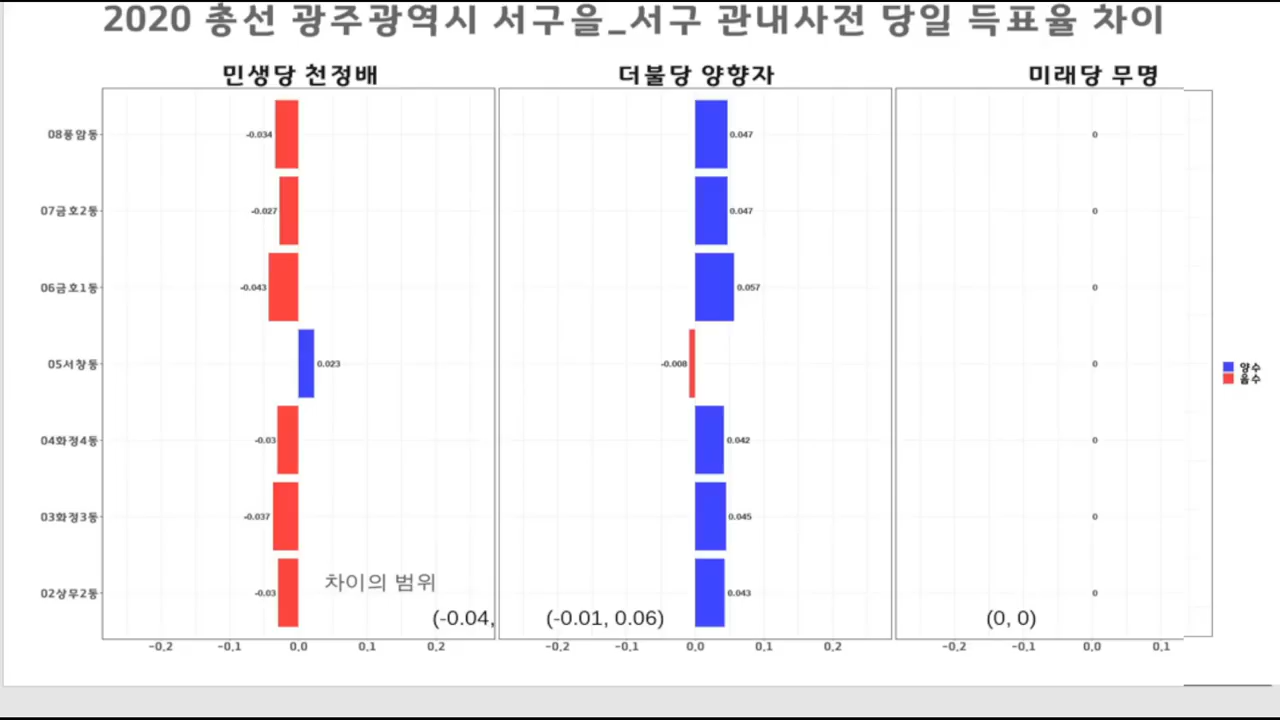 2020 총선 광주광역시 서구을_서구 관내사전 당일 득표율 차이
민생당 천정배 더불당 양향자 미래당 무명
08풍암동 -0.034 0.047 0
07금호2동 -0.027 0.047 0
06금호1동 -0.043 0.057 0
05서창동 0.023 -0.008 0
양수
음수
04화정4동 -0.03 0.042 0
03화정3동 -0.037 0.045 0
02상무2동 -0.03 0.043 0
차이의 범위
(-0.04, (-0.01, 0.06) (0, 0)
-0.2 -0.1 0.0 0.1 0.2 -0.2 -0.1 0.0 0.1 0.2 -0.2 -0.1 0.0 0.1